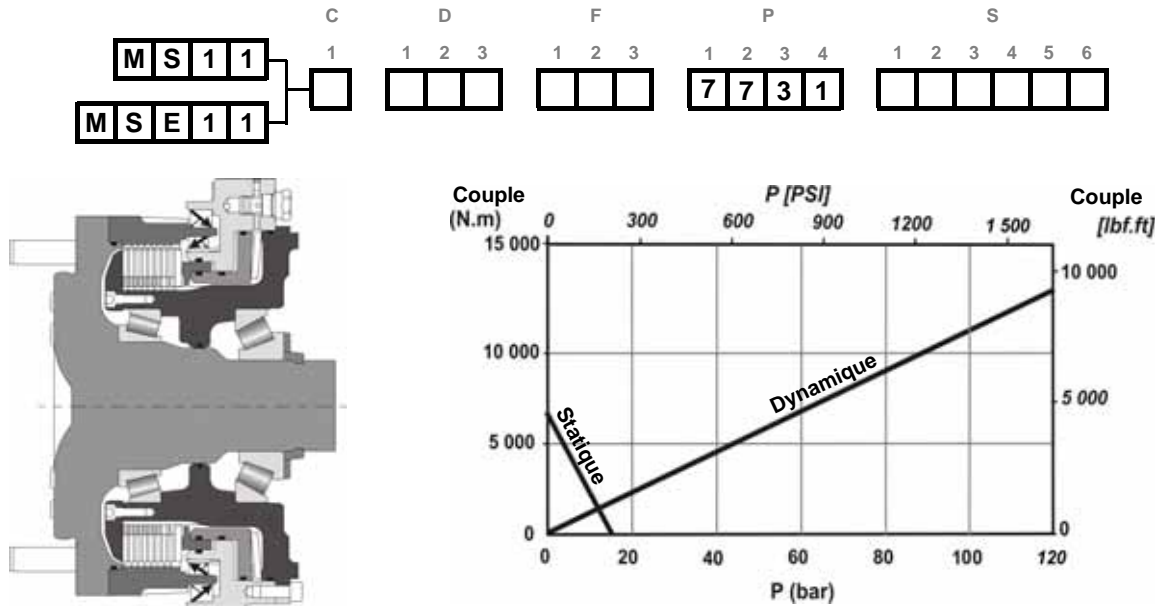 C D F P S
1 1 2 3 1 2 3 1 2 3 4 1 2 3 4 5 6
M S 1 1
7 7 3 1
M S E 1 1
Couple
(N.m)
P [PSI]
Couple
[lbf.ft]
0 300 600 900 1200 1 500
15 000
10 000
5 000
0
10 000
5 000
0
Statique
Dynamique
0 20 40 60 80 100 120
P (bar)